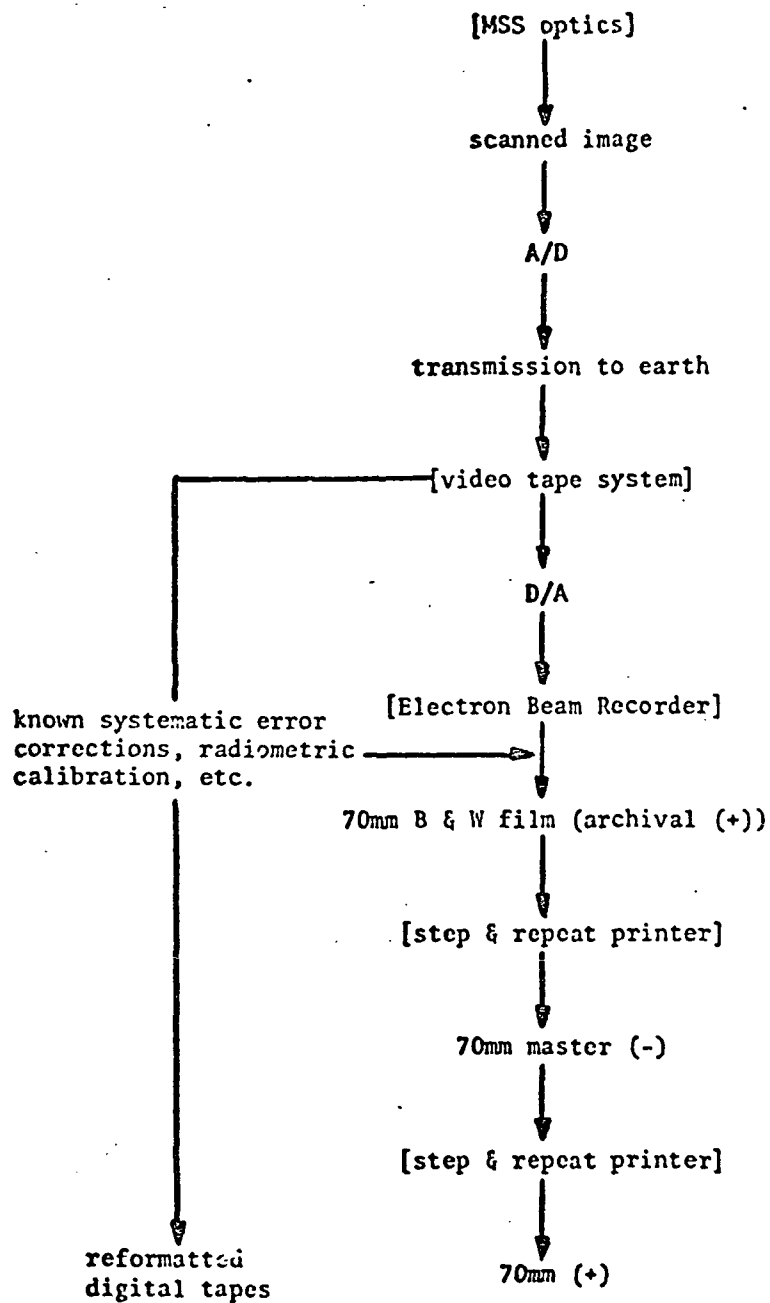 [MSS optics]
scanned image
A/D
transmission to earth
[video tape system]
D/A
[Electron Beam Recorder]
known systematic error
corrections, radiometric
calibration, etc.
70mm B & W film (archival (+))
[step & repeat printer]
70mm master (-)
[step & repeat printer]
reformatted
digital tapes
70mm (+)